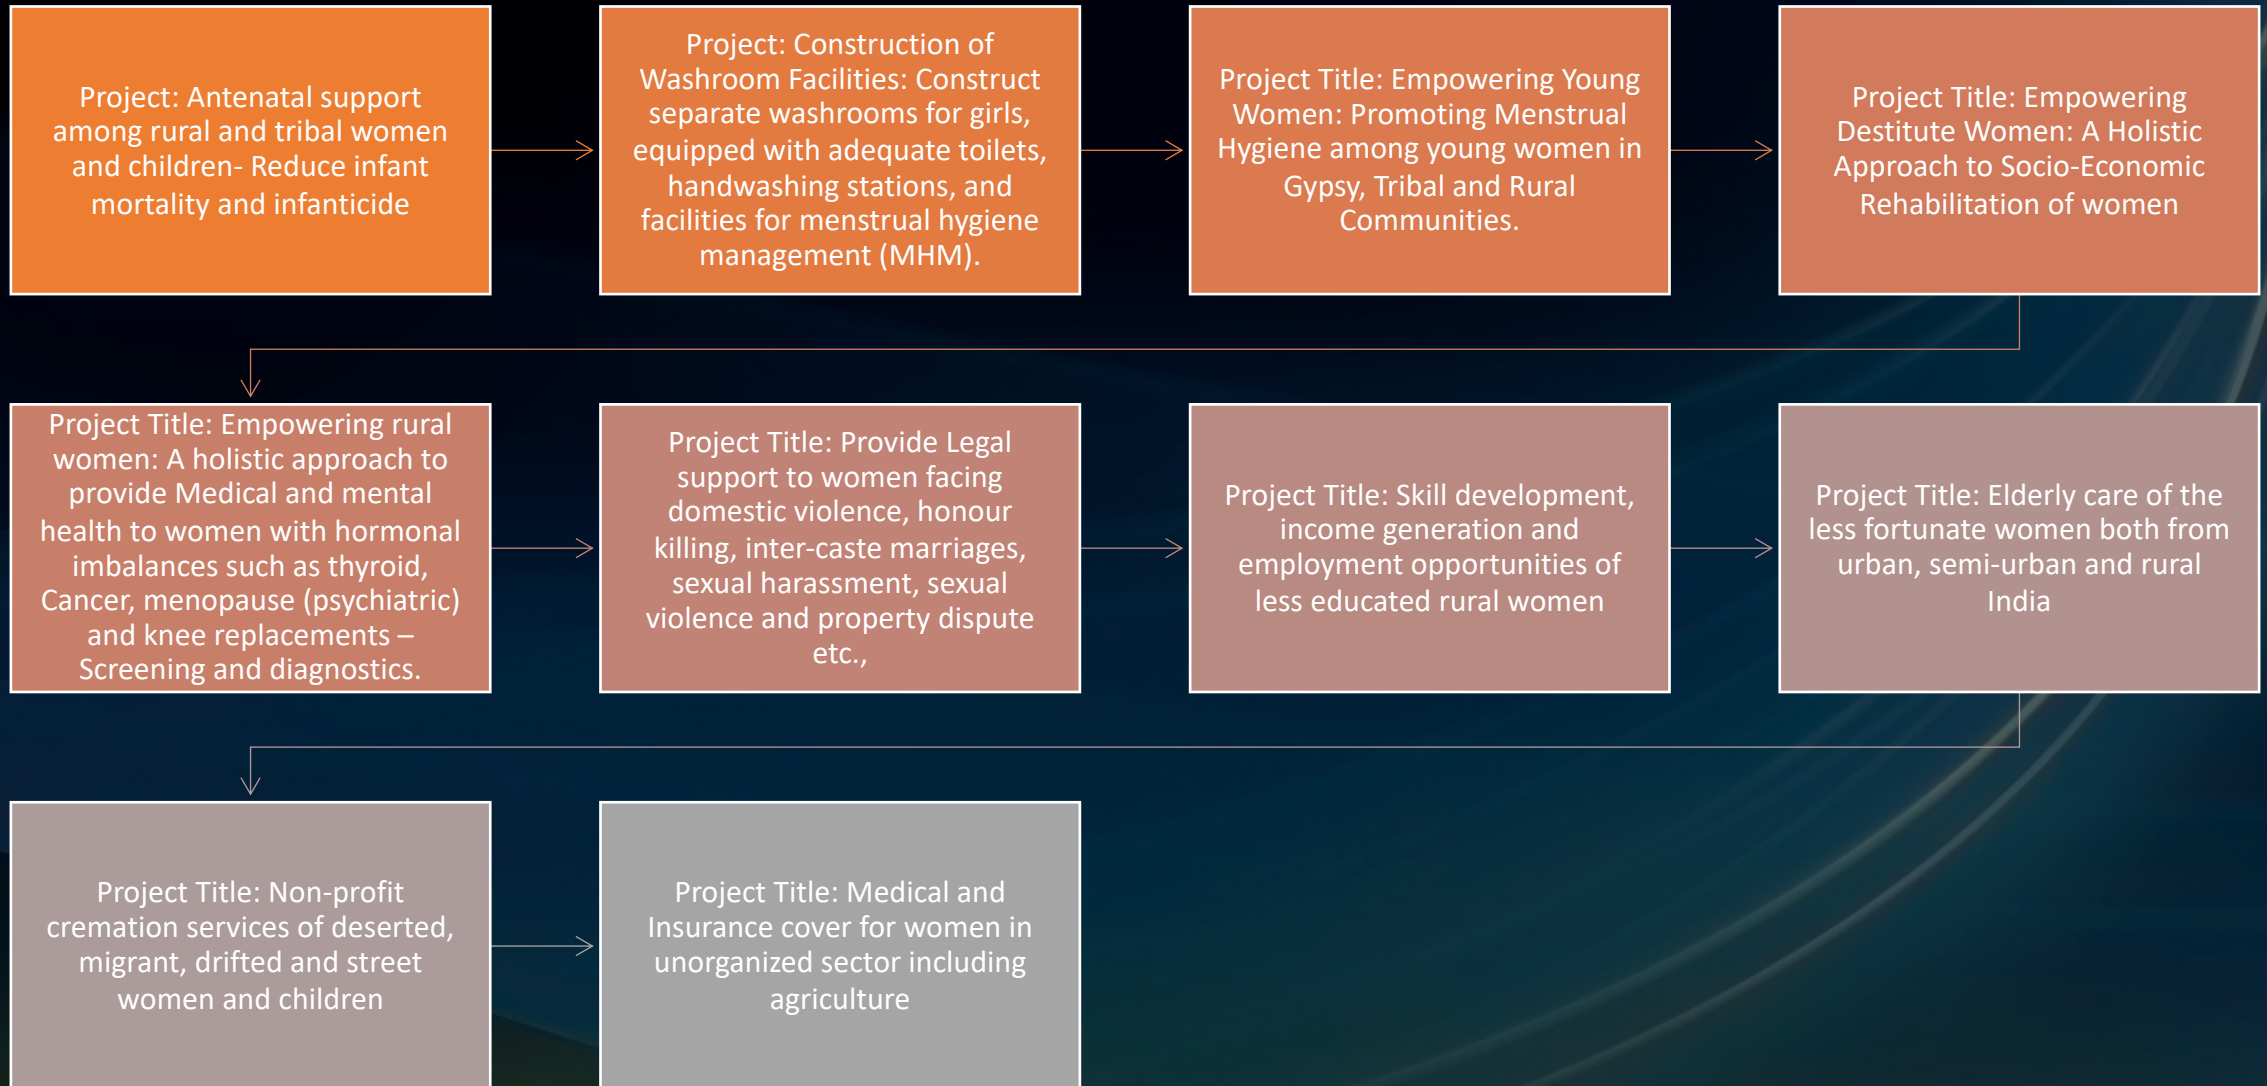 Project: Antenatal support
among rural and tribal women
and children- Reduce infant
mortality and infanticide
Project: Construction of
Washroom Facilities: Construct
separate washrooms for girls,
equipped with adequate toilets,
handwashing stations, and
facilities for menstrual hygiene
management (MHM).
Project Title: Empowering Young
Women: Promoting Menstrual
Hygiene among young women in
Gypsy, Tribal and Rural
Communities.
Project Title: Empowering
Destitute Women: A Holistic
Approach to Socio-Economic
Rehabilitation of women
Project Title: Empowering rural
women: A holistic approach to
provide Medical and mental
health to women with hormonal
imbalances such as thyroid,
Cancer, menopause (psychiatric)
and knee replacements –
Screening and diagnostics.
Project Title: Provide Legal
support to women facing
domestic violence, honour
killing, inter-caste marriages,
sexual harassment, sexual
violence and property dispute
etc.,
Project Title: Skill development,
income generation and
employment opportunities of
less educated rural women
Project Title: Elderly care of the
less fortunate women both from
urban, semi-urban and rural
India
Project Title: Non-profit
cremation services of deserted,
migrant, drifted and street
women and children
Project Title: Medical and
Insurance cover for women in
unorganized sector including
agriculture